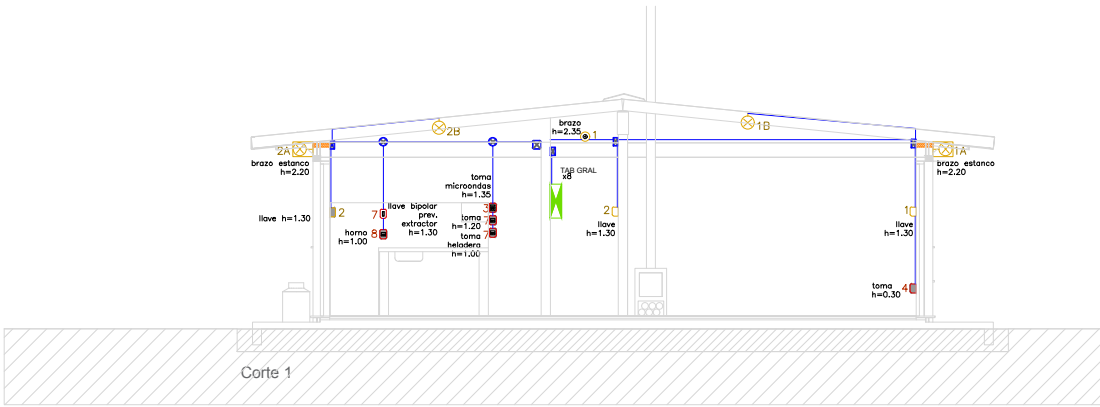 brazo
h=2.35
1
2B
1B
2A
brazo estanco
h=2.20
1A
brazo estanco
h=2.20
TAB GRAL
x8
toma
microondas
h=1.35
llave h=1.30
2
7
llave bipolar
prev.
extractor
h=1.30
3
toma
h=1.20
7
2
llave
h=1.30
1
llave
h=1.30
horno
h=1.00
8
toma
heladera
h=1.00
7
toma
h=0.30
4
Corte 1